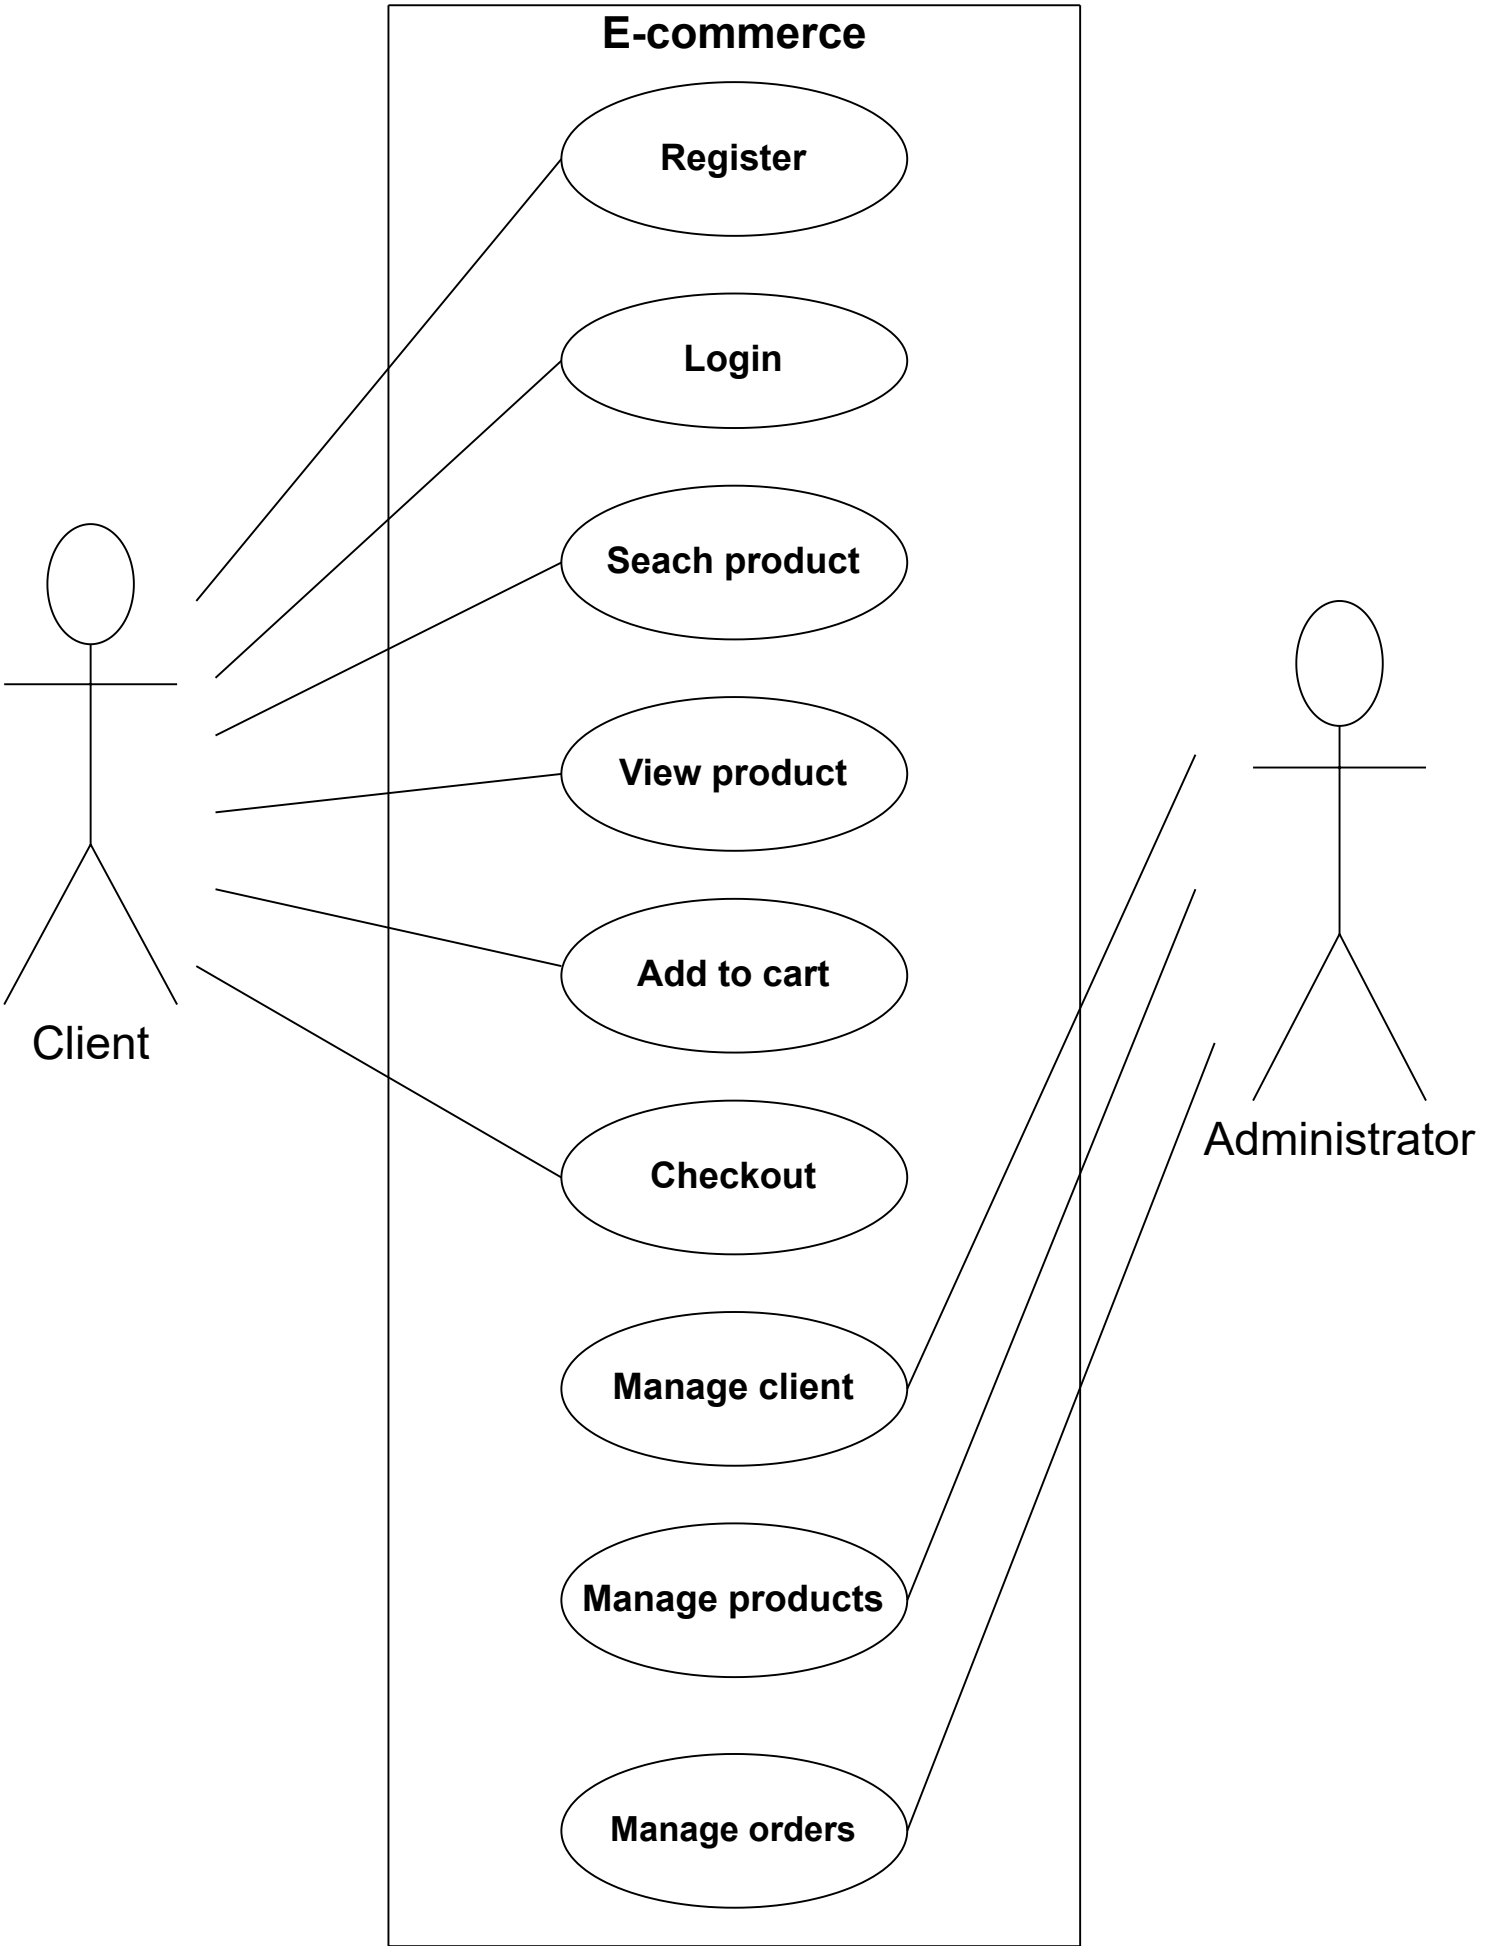 E-commerce
Register
Login
Seach product
View product
Add to cart
Client
Administrator
Checkout
Manage client
Manage products
Manage orders